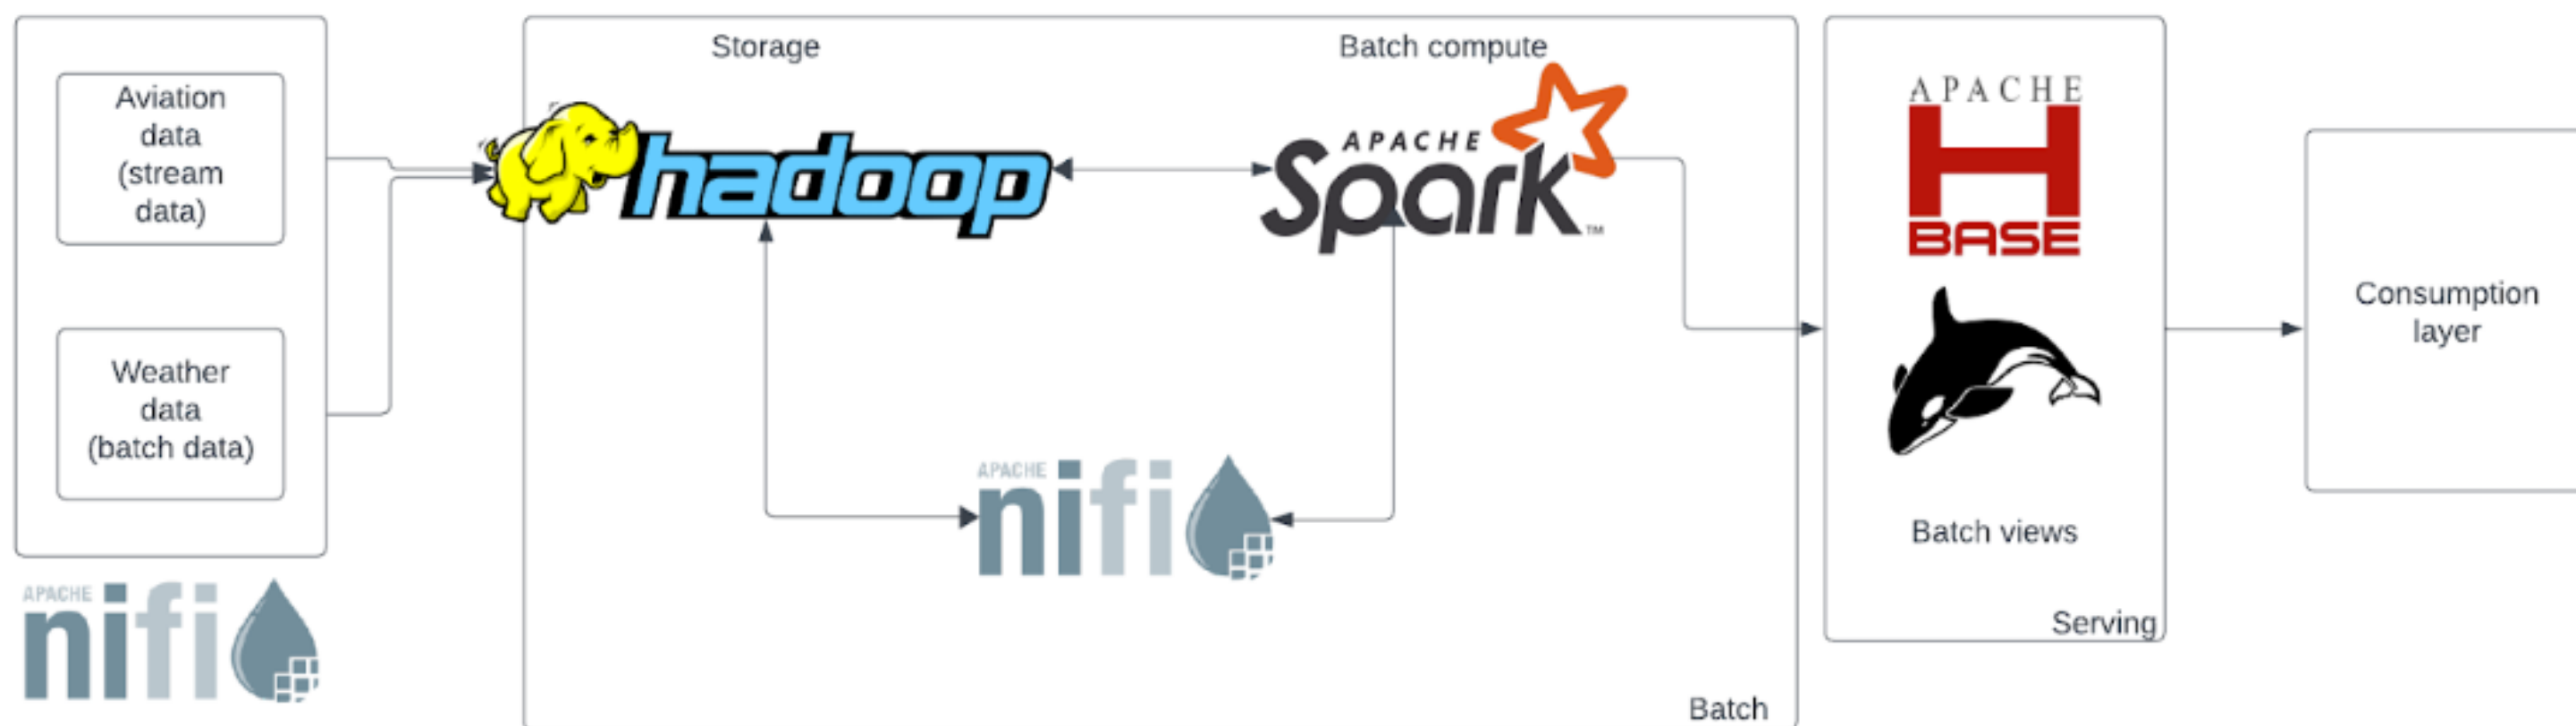 Aviation
data
(stream
data)
Weather
data
(batch data)
APACHE
nifi
Storage
hadoop
Batch compute
APACHE
Spark™
APACHE
nifi
Batch
APACHE
H
BASE
Batch views
Serving
Consumption
layer